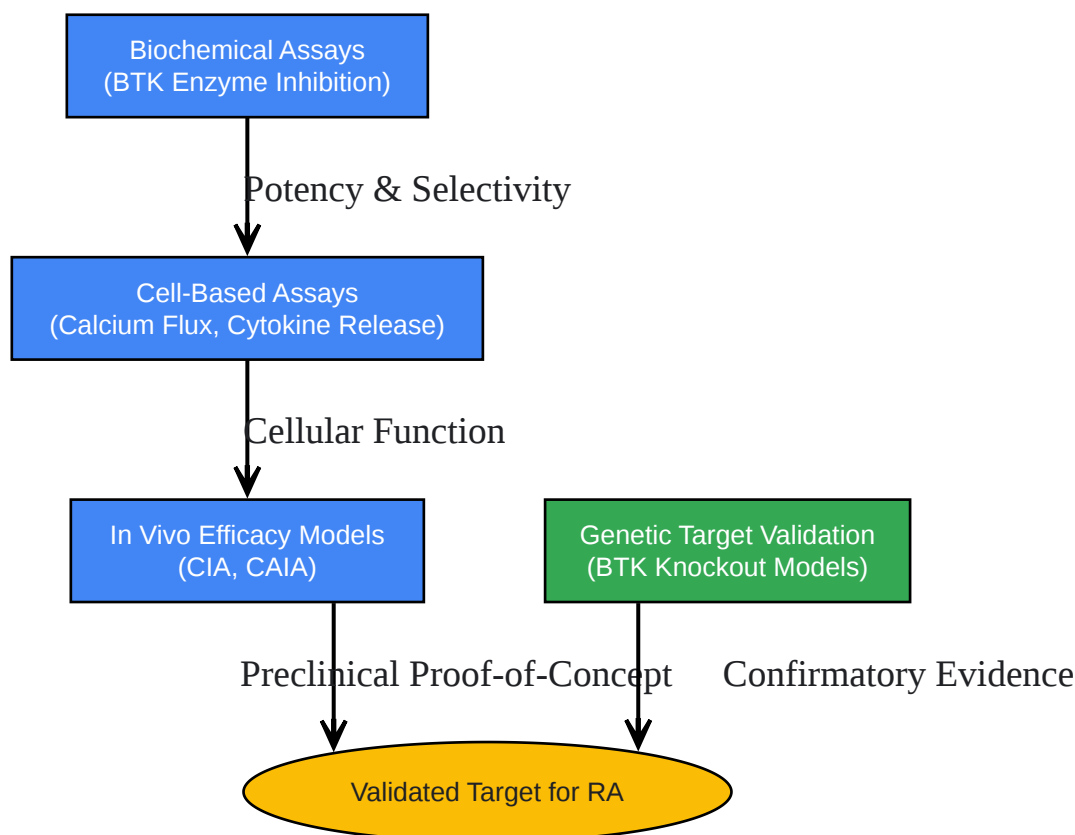 Biochemical Assays
(BTK Enzyme Inhibition)
Potency & Selectivity
Cell-Based Assays
(Calcium Flux, Cytokine Release)
Cellular Function
In Vivo Efficacy Models
(CIA, CAIA)
Genetic Target Validation
(BTK Knockout Models)
Preclinical Proof-of-Concept
Confirmatory Evidence
Validated Target for RA